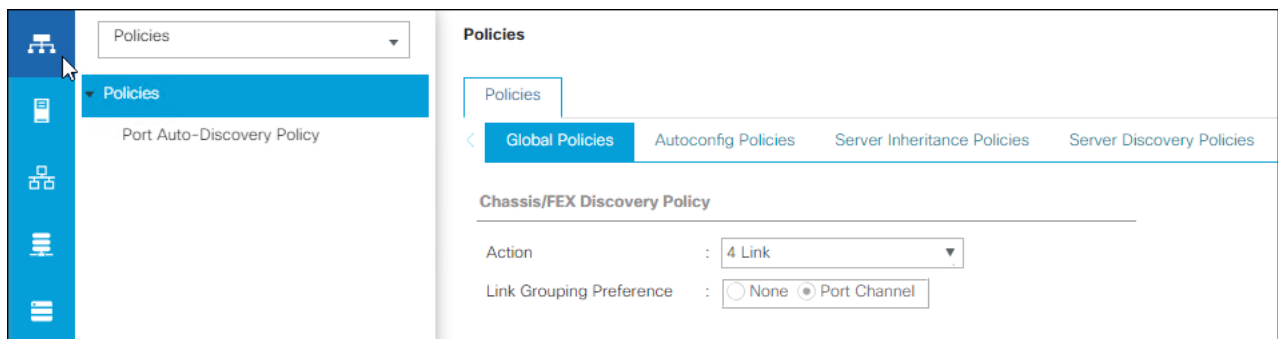 Policies
Policies
Port Auto-Discovery Policy
Policies
Policies
Global Policies Autoconfig Policies Server Inheritance Policies Server Discovery Policies
Chassis/FEX Discovery Policy
Action : 4 Link
Link Grouping Preference : None Port Channel